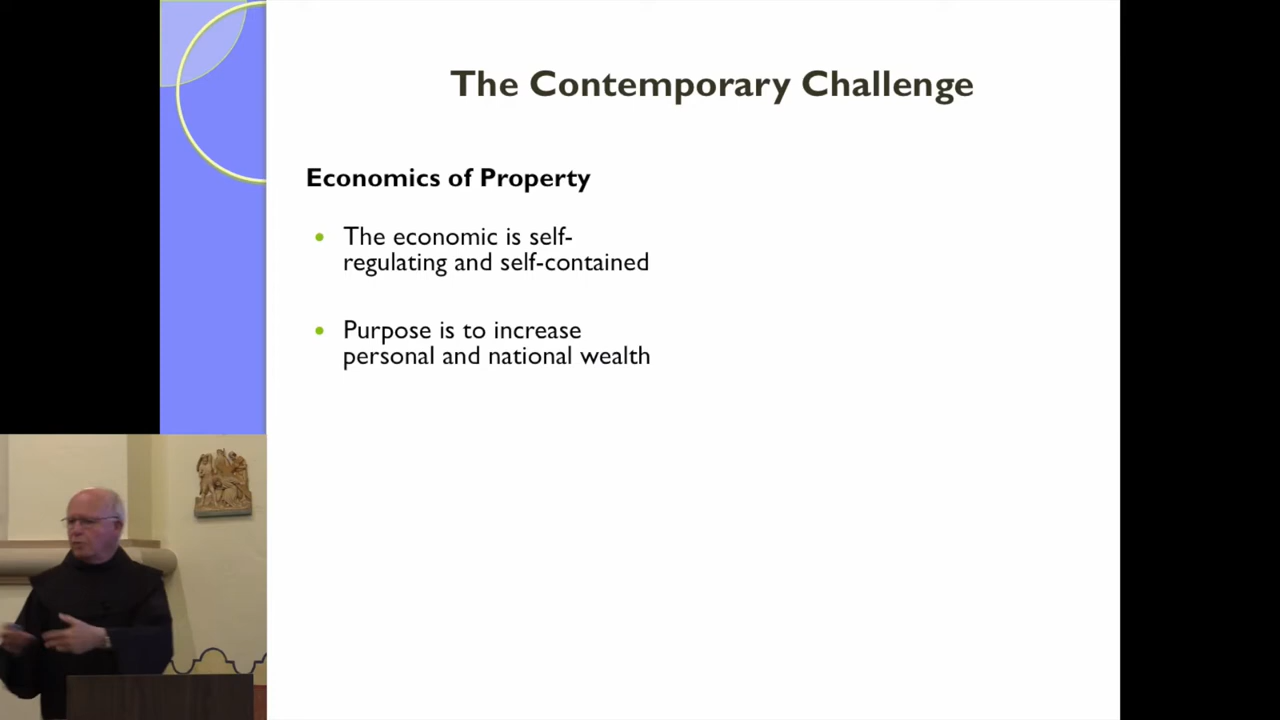 The Contemporary Challenge
Economics of Property
The economic is self-
regulating and self-contained
Purpose is to increase
personal and national wealth